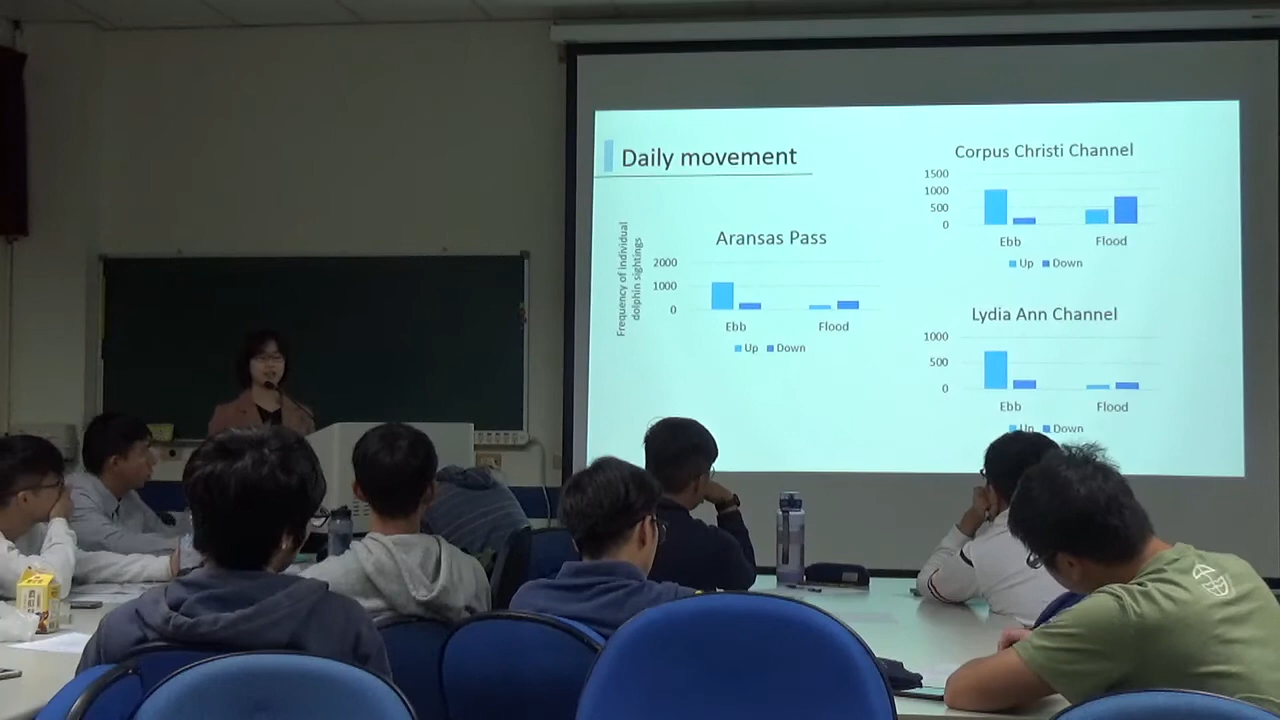 Daily movement
Frequency of individual
dolphin sightings
Aransas Pass
2000
1000
0
Ebb
Flood
Up
Down
Corpus Christi Channel
1500
1000
500
0
Ebb
Flood
Up
Down
Lydia Ann Channel
1000
500
0
Ebb
Flood
Up
Down